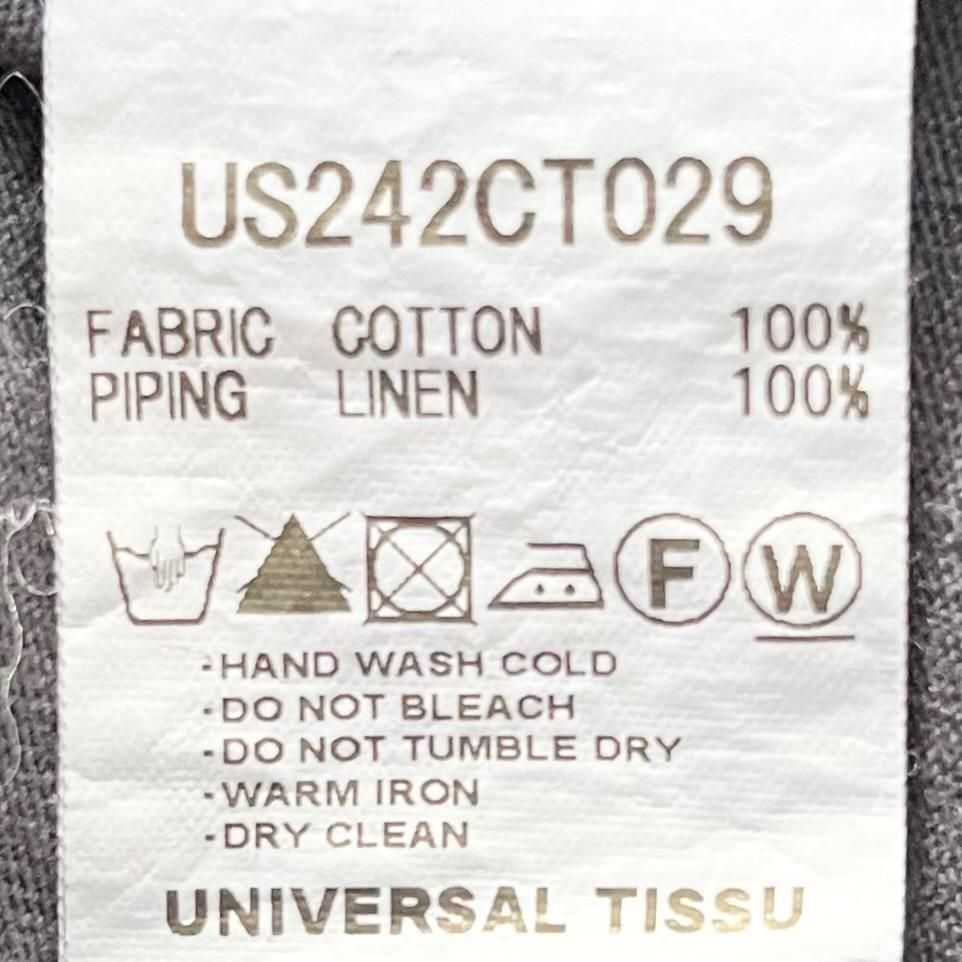 US242CT029
FABRIC COTTON 100%
PIPING LINEN 100%
F W
-HAND WASH COLD
-DO NOT BLEACH
-DO NOT TUMBLE DRY
-WARM IRON
-DRY CLEAN
UNIVERSAL TISSU